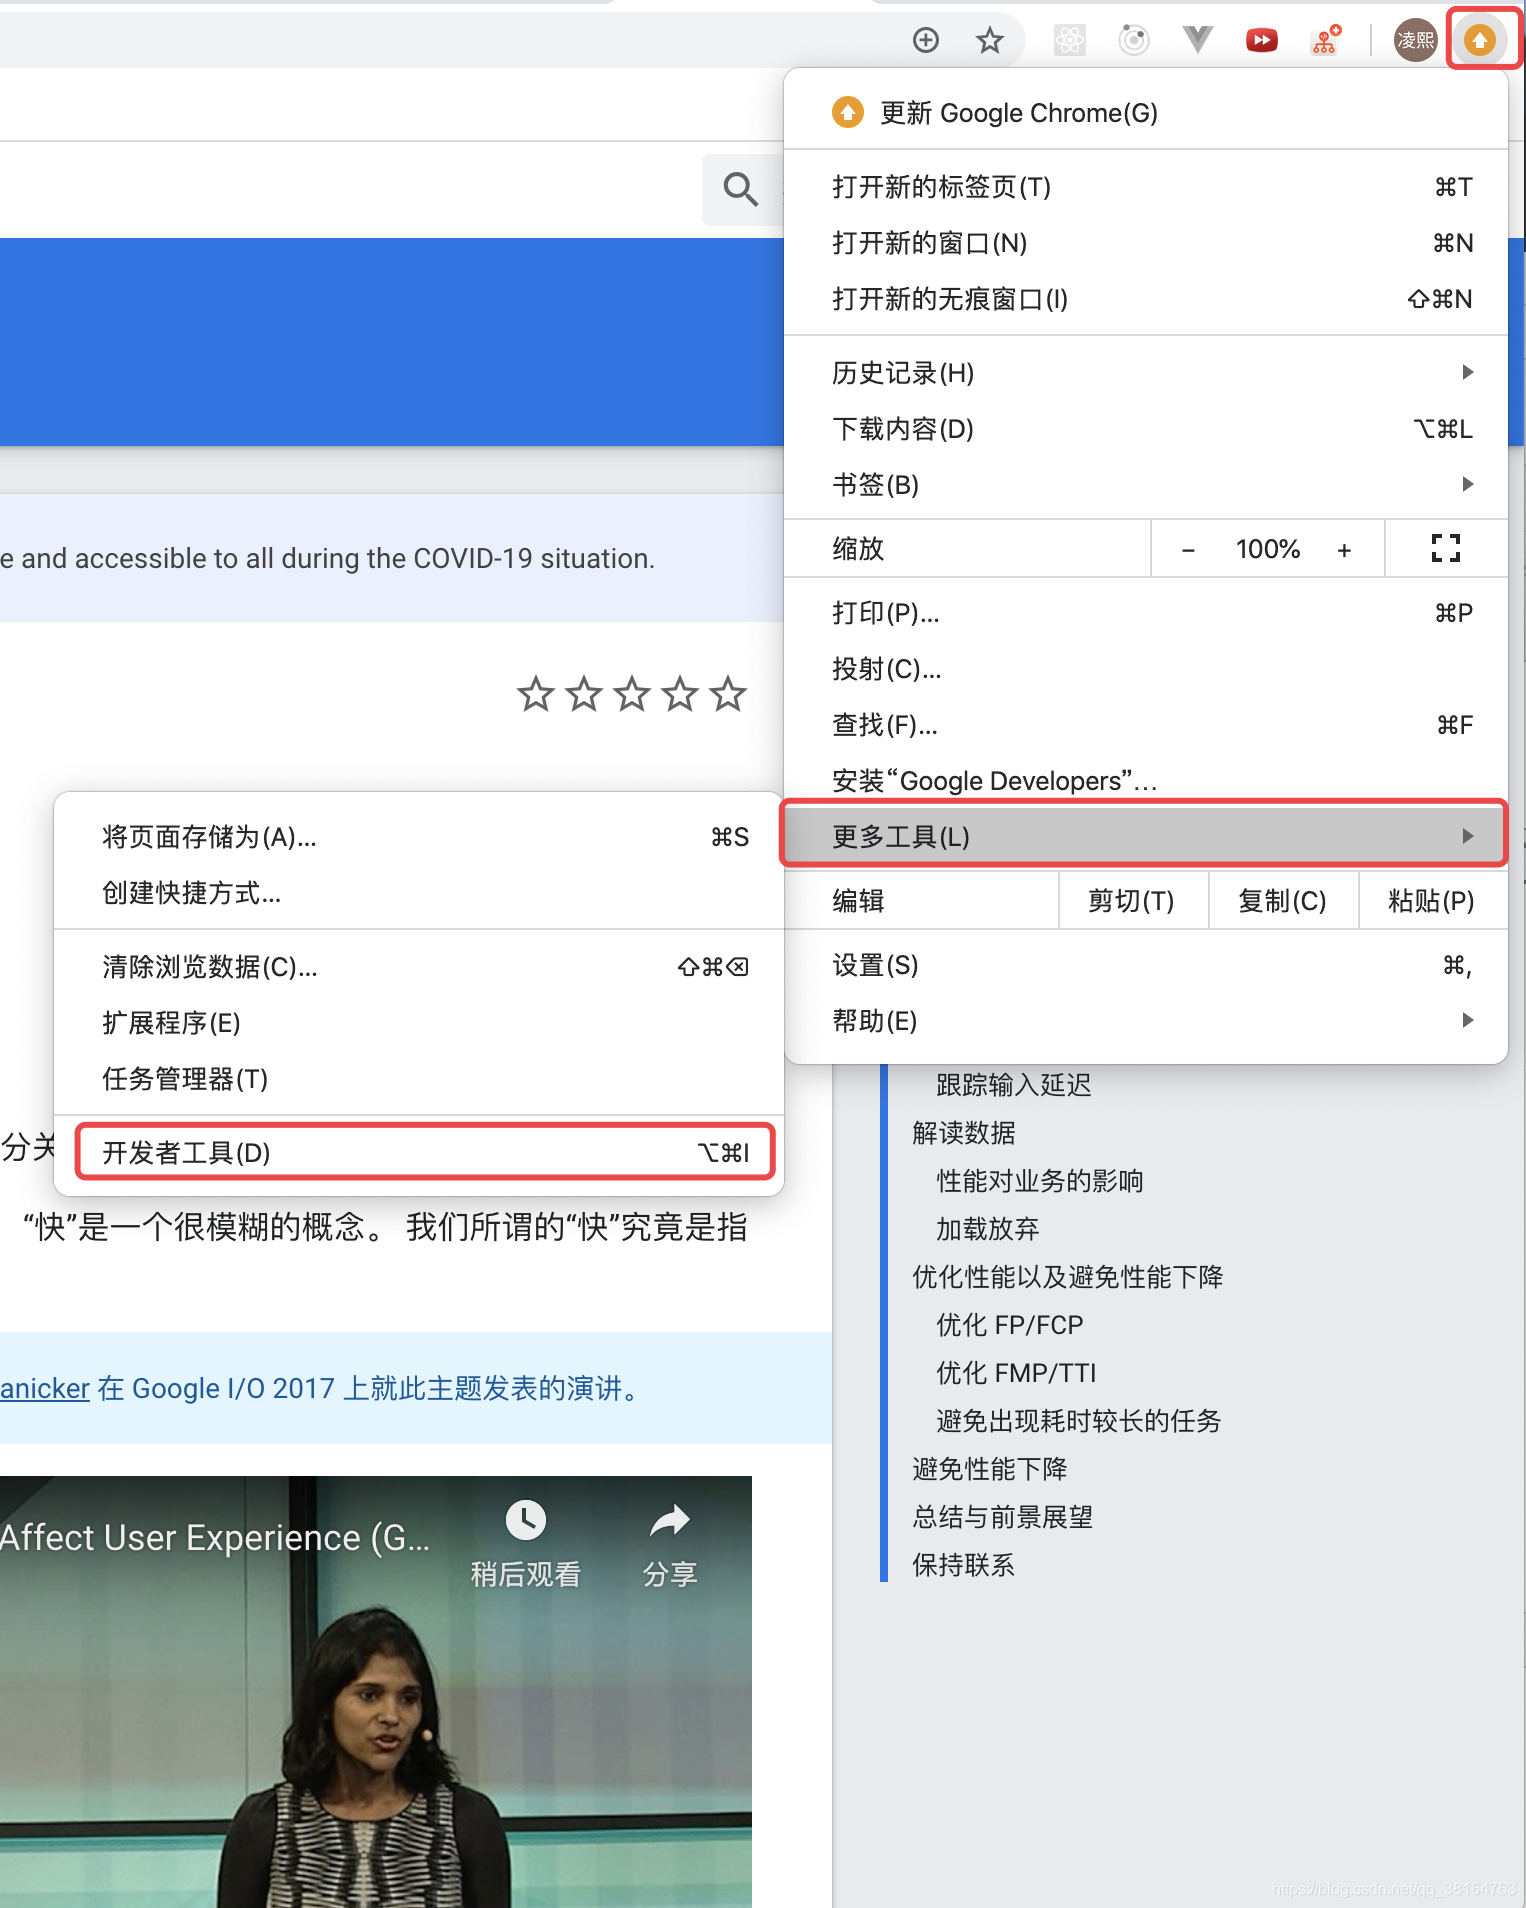 凌熙
更新 Google Chrome(G)
打开新的标签页(T) ⌘T
打开新的窗口(N) ⌘N
打开新的无痕窗口(I) ⇧⌘N
历史记录(H)
下载内容(D) ⌥⌘L
书签(B)
缩放 − 100% +
e and accessible to all during the COVID-19 situation.
打印(P)... ⌘P
投射(C)...
查找(F)... ⌘F
安装“Google Developers”...
更多工具(L)
编辑 剪切(T) 复制(C) 粘贴(P)
设置(S) ⌘,
帮助(E)
将页面存储为(A)... ⌘S
创建快捷方式...
清除浏览数据(C)... ⇧⌘⌫
扩展程序(E)
任务管理器(T)
开发者工具(D) ⌥⌘I
分关
“快”是一个很模糊的概念。 我们所谓的“快”究竟是指
anicker 在 Google I/O 2017 上就此主题发表的演讲。
Affect User Experience (G...
稍后观看 分享
跟踪输入延迟
解读数据
性能对业务的影响
加载放弃
优化性能以及避免性能下降
优化 FP/FCP
优化 FMP/TTI
避免出现耗时较长的任务
避免性能下降
总结与前景展望
保持联系
https://blog.csdn.net/qq_38164763